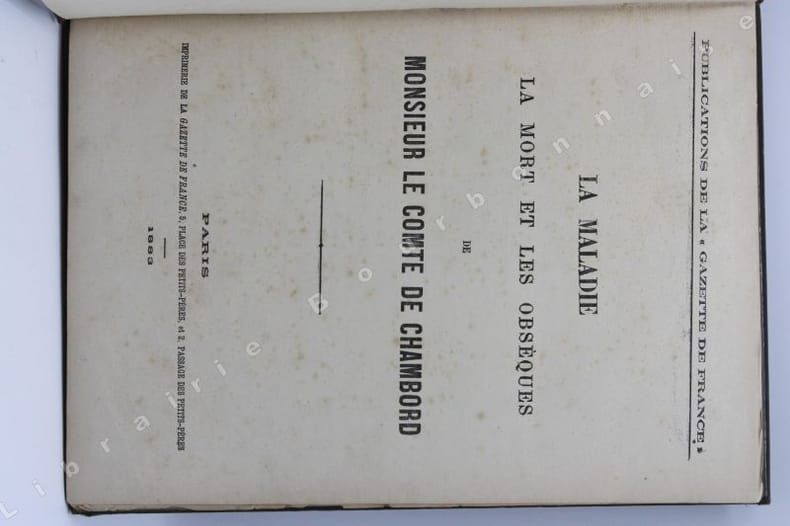 PUBLICATIONS DE LA « GAZETTE DE FRANCE »
LA MALADIE
LA MORT ET LES OBSÈQUES
DE
MONSIEUR LE COMTE DE CHAMBORD
PARIS
IMPRIMERIE DE LA GAZETTE DE FRANCE, 5, PLACE DES PETITS-PÈRES, et 2, PASSAGE DES PETITS-PÈRES
1883
Librairie Borbonnaise